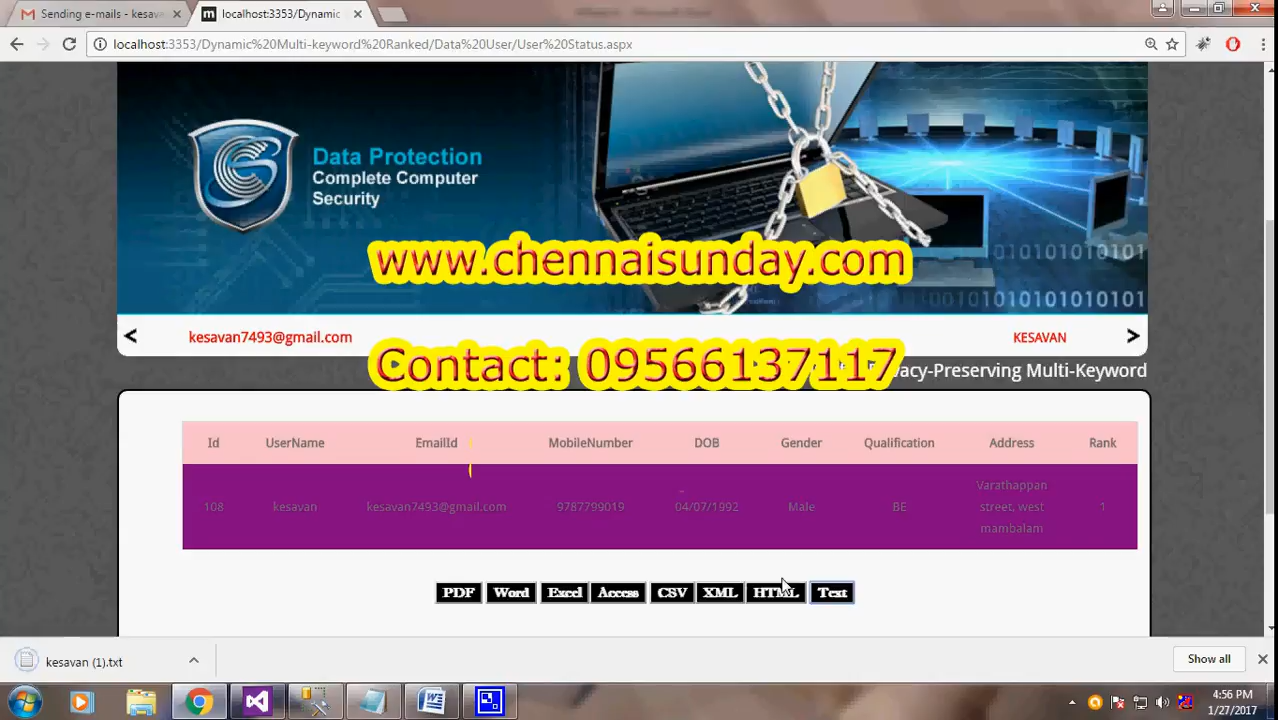 Sending e-mails - kesav
localhost:3353/Dynamic
localhost:3353/Dynamic%20Multi-keyword%20Ranked/Data%20User/User%20Status.aspx
Data Protection
Complete Computer
Security
www.chennaisunday.com
010110101
01010101010101
kesavan7493@gmail.com
KESAVAN
Contact: 09566137117
acy-Preserving Multi-Keyword
Id UserName EmailId MobileNumber DOB Gender Qualification Address Rank
108 kesavan kesavan7493@gmail.com 9787799019 04/07/1992 Male BE Varathappan street, west mambalam 1
PDF Word Excel Access CSV XML HTML Text
kesavan (1).txt
Show all
4:56 PM
1/27/2017